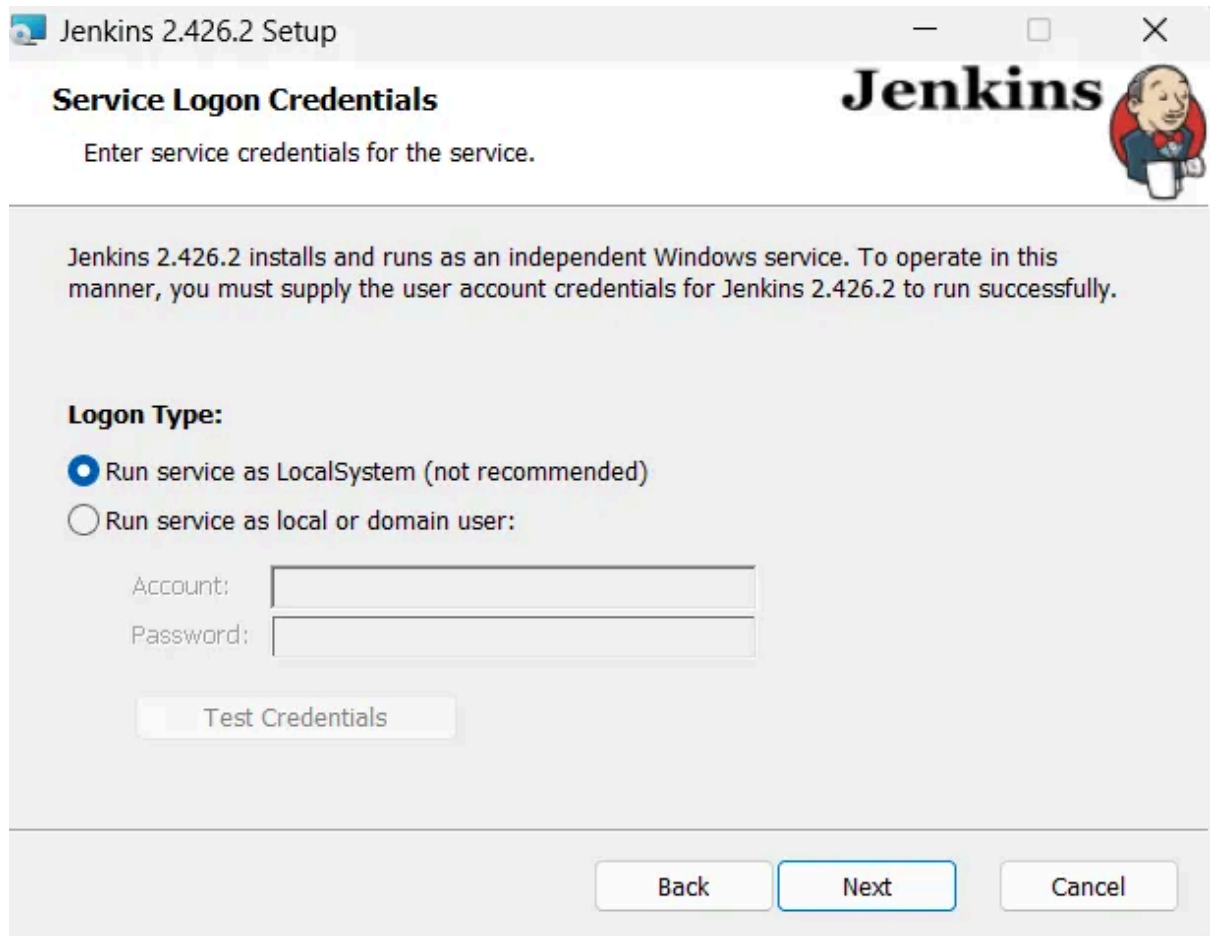 Jenkins 2.426.2 Setup
Service Logon Credentials
Jenkins
Enter service credentials for the service.
Jenkins 2.426.2 installs and runs as an independent Windows service. To operate in this
manner, you must supply the user account credentials for Jenkins 2.426.2 to run successfully.
Logon Type:
Run service as LocalSystem (not recommended)
Run service as local or domain user:
Account:
Password:
Test Credentials
Back
Next
Cancel